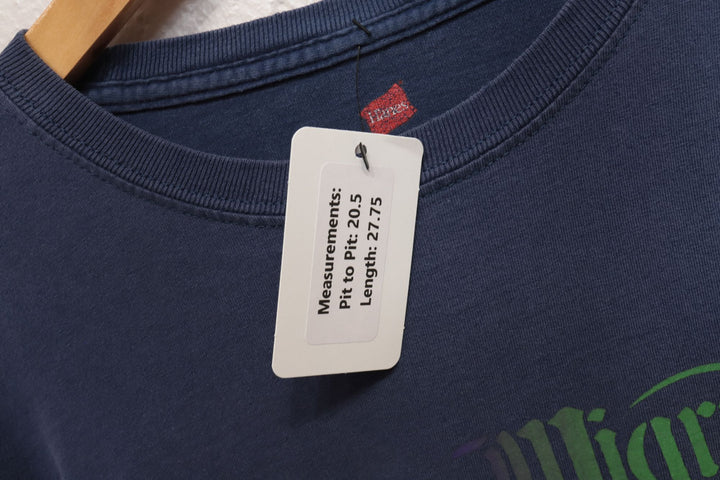 Hanes
Measurements:
Pit to Pit: 20.5
Length: 27.75